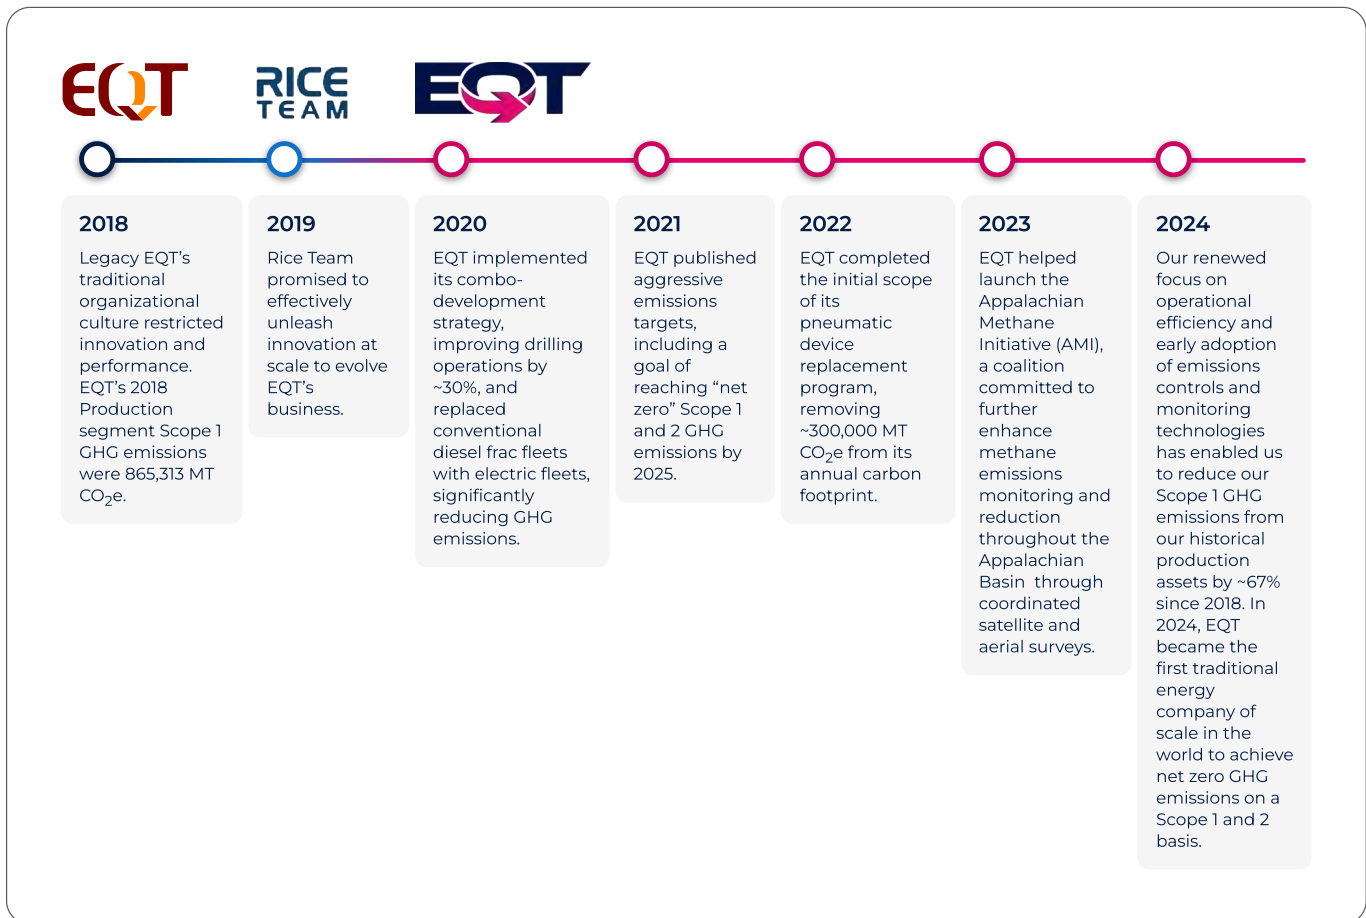 EQT
RICE
TEAM
EQT
2018
Legacy EQT’s
traditional
organizational
culture restricted
innovation and
performance.
EQT’s 2018
Production
segment Scope 1
GHG emissions
were 865,313 MT
CO2e.
2019
Rice Team
promised to
effectively
unleash
innovation at
scale to evolve
EQT’s
business.
2020
EQT implemented
its combo-
development
strategy,
improving drilling
operations by
~30%, and
replaced
conventional
diesel frac fleets
with electric fleets,
significantly
reducing GHG
emissions.
2021
EQT published
aggressive
emissions
targets,
including a
goal of
reaching “net
zero” Scope 1
and 2 GHG
emissions by
2025.
2022
EQT completed
the initial scope
of its
pneumatic
device
replacement
program,
removing
~300,000 MT
CO2e from its
annual carbon
footprint.
2023
EQT helped
launch the
Appalachian
Methane
Initiative (AMI),
a coalition
committed to
further
enhance
methane
emissions
monitoring and
reduction
throughout the
Appalachian
Basin through
coordinated
satellite and
aerial surveys.
2024
Our renewed
focus on
operational
efficiency and
early adoption
of emissions
controls and
monitoring
technologies
has enabled us
to reduce our
Scope 1 GHG
emissions from
our historical
production
assets by ~67%
since 2018. In
2024, EQT
became the
first traditional
energy
company of
scale in the
world to achieve
net zero GHG
emissions on a
Scope 1 and 2
basis.